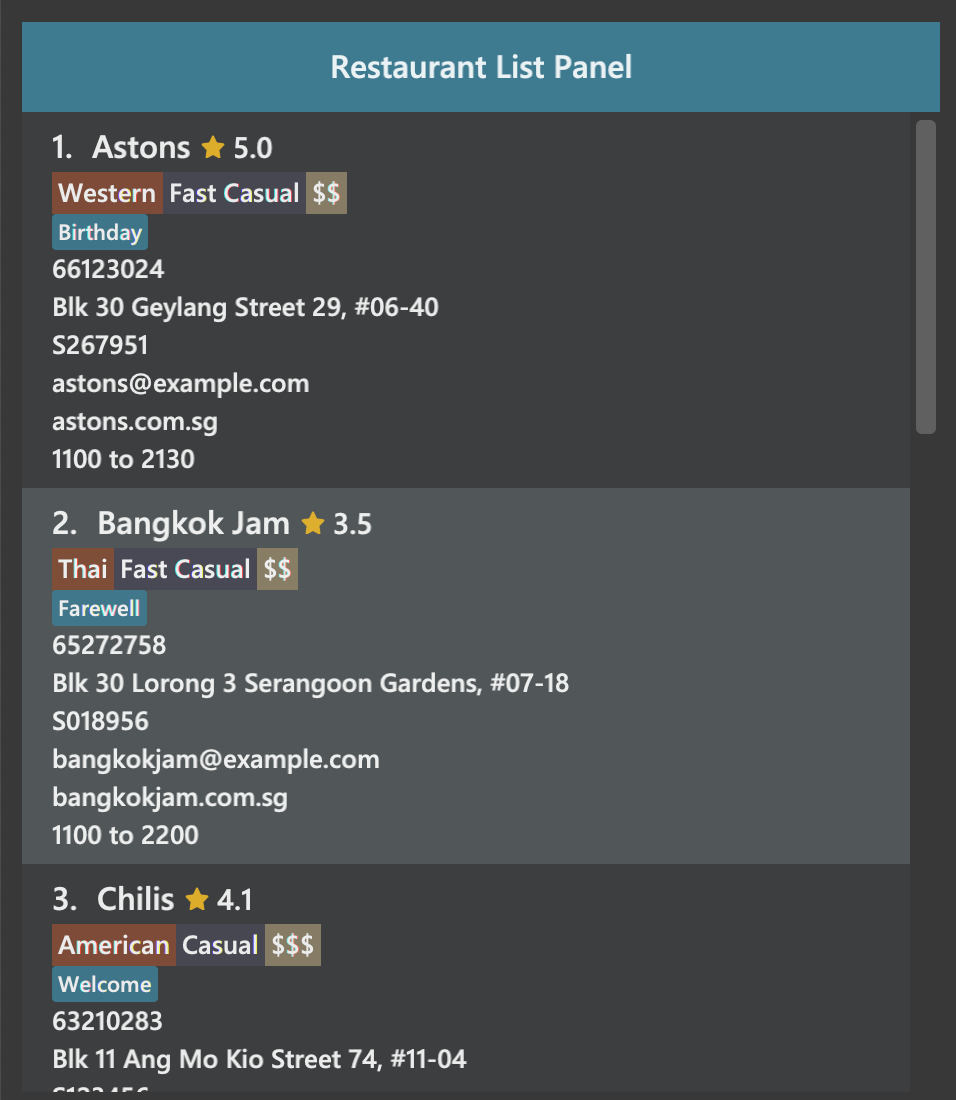 Restaurant List Panel
1. Astons 5.0
Western Fast Casual $$
Birthday
66123024
Blk 30 Geylang Street 29, #06-40
S267951
astons@example.com
astons.com.sg
1100 to 2130
2. Bangkok Jam 3.5
Thai Fast Casual $$
Farewell
65272758
Blk 30 Lorong 3 Serangoon Gardens, #07-18
S018956
bangkokjam@example.com
bangkokjam.com.sg
1100 to 2200
3. Chilis 4.1
American Casual $$$
Welcome
63210283
Blk 11 Ang Mo Kio Street 74, #11-04